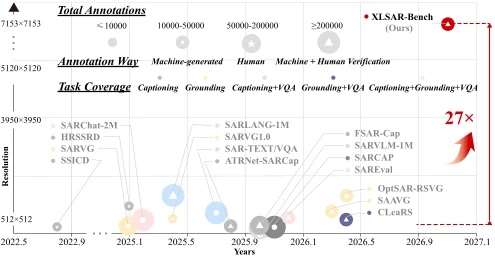 Total Annotations
7153×7153
≤10000 10000-50000 50000-200000 ≥200000
XLSAR-Bench
(Ours)
Annotation Way Machine-generated Human Machine + Human Verification
5120×5120
Task Coverage Captioning Grounding Captioning+VQA Grounding+VQA Captioning+Grounding+VQA
3950×3950
27×
SARChat-2M
HRSSRD
SARVG
SSICD
SARLANG-1M
SARVG1.0
SAR-TEXT/VQA
ATRNet-SARCap
FSAR-Cap
SARVLM-1M
SARCAP
SAREval
OptSAR-RSVG
SAAVG
CLeaRS
Resolution
512×512
2022.5 2022.9 2025.1 2025.5 2025.9 2026.1 2026.5 2026.9 2027.1
Years